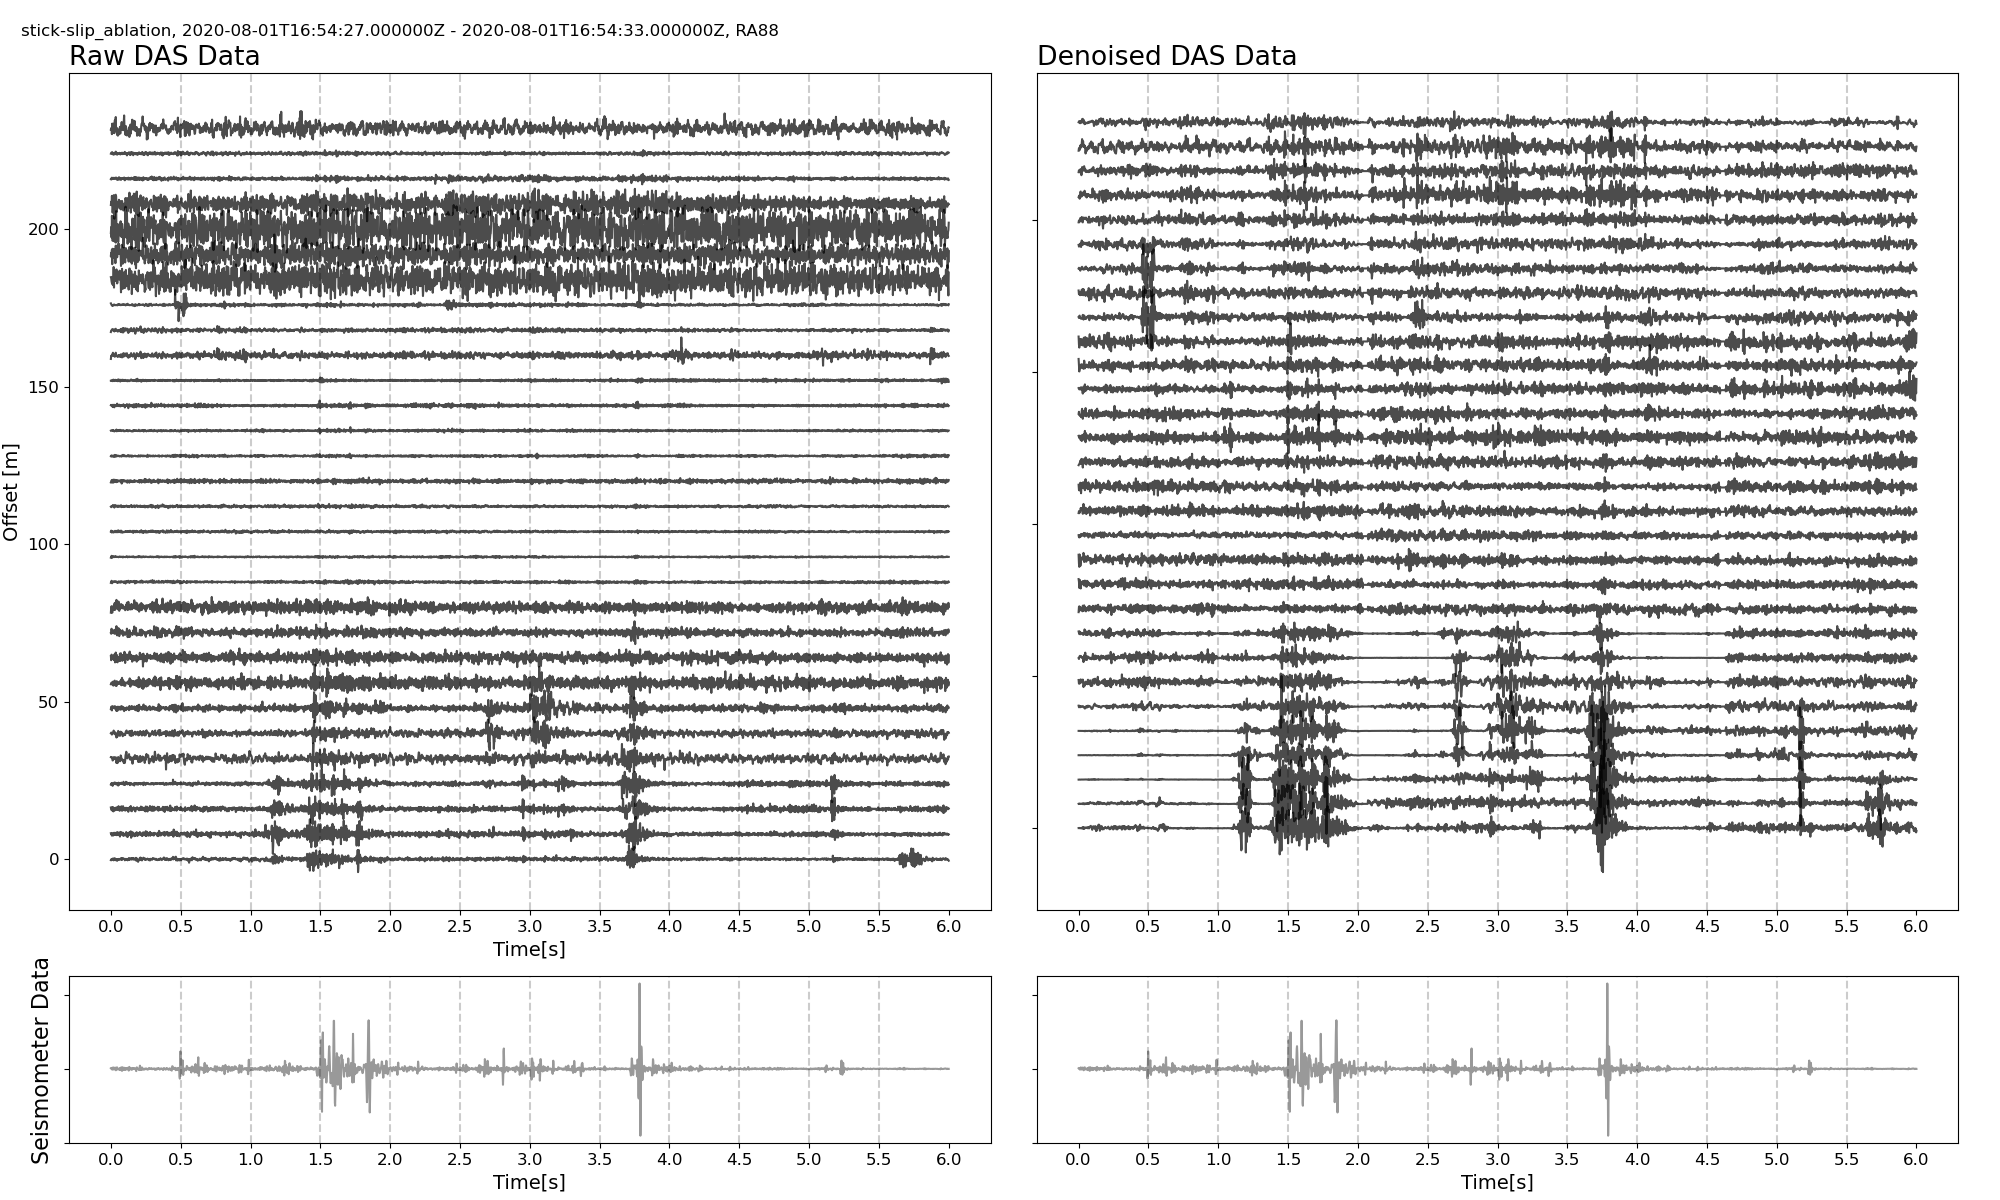 stick-slip_ablation, 2020-08-01T16:54:27.000000Z - 2020-08-01T16:54:33.000000Z, RA88
Raw DAS Data
Denoised DAS Data
Offset [m]
200
150
100
50
0
0.0 0.5 1.0 1.5 2.0 2.5 3.0 3.5 4.0 4.5 5.0 5.5 6.0
Time[s]
0.0 0.5 1.0 1.5 2.0 2.5 3.0 3.5 4.0 4.5 5.0 5.5 6.0
Seismometer Data
0.0 0.5 1.0 1.5 2.0 2.5 3.0 3.5 4.0 4.5 5.0 5.5 6.0
Time[s]
0.0 0.5 1.0 1.5 2.0 2.5 3.0 3.5 4.0 4.5 5.0 5.5 6.0
Time[s]